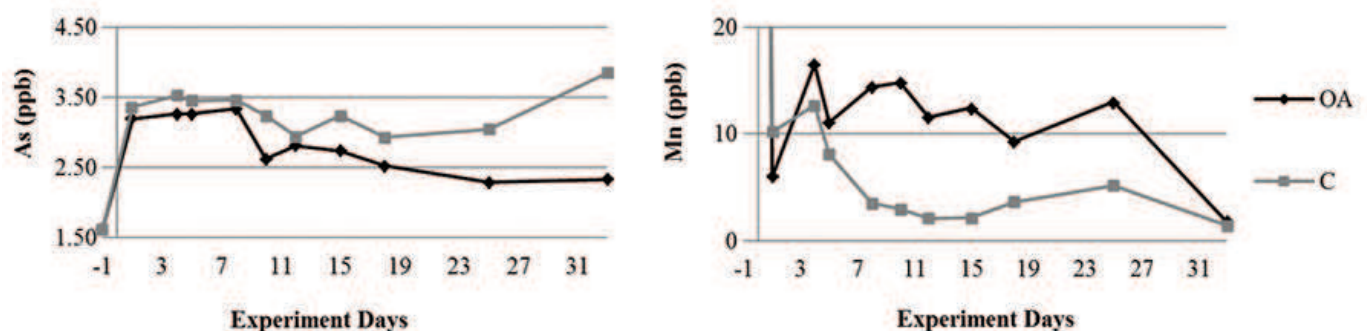 As (ppb)
4.50
3.50
2.50
1.50
-1 3 7 11 15 19 23 27 31
Experiment Days
Mn (ppb)
20
10
0
-1 3 7 11 15 19 23 27 31
Experiment Days
OA
C